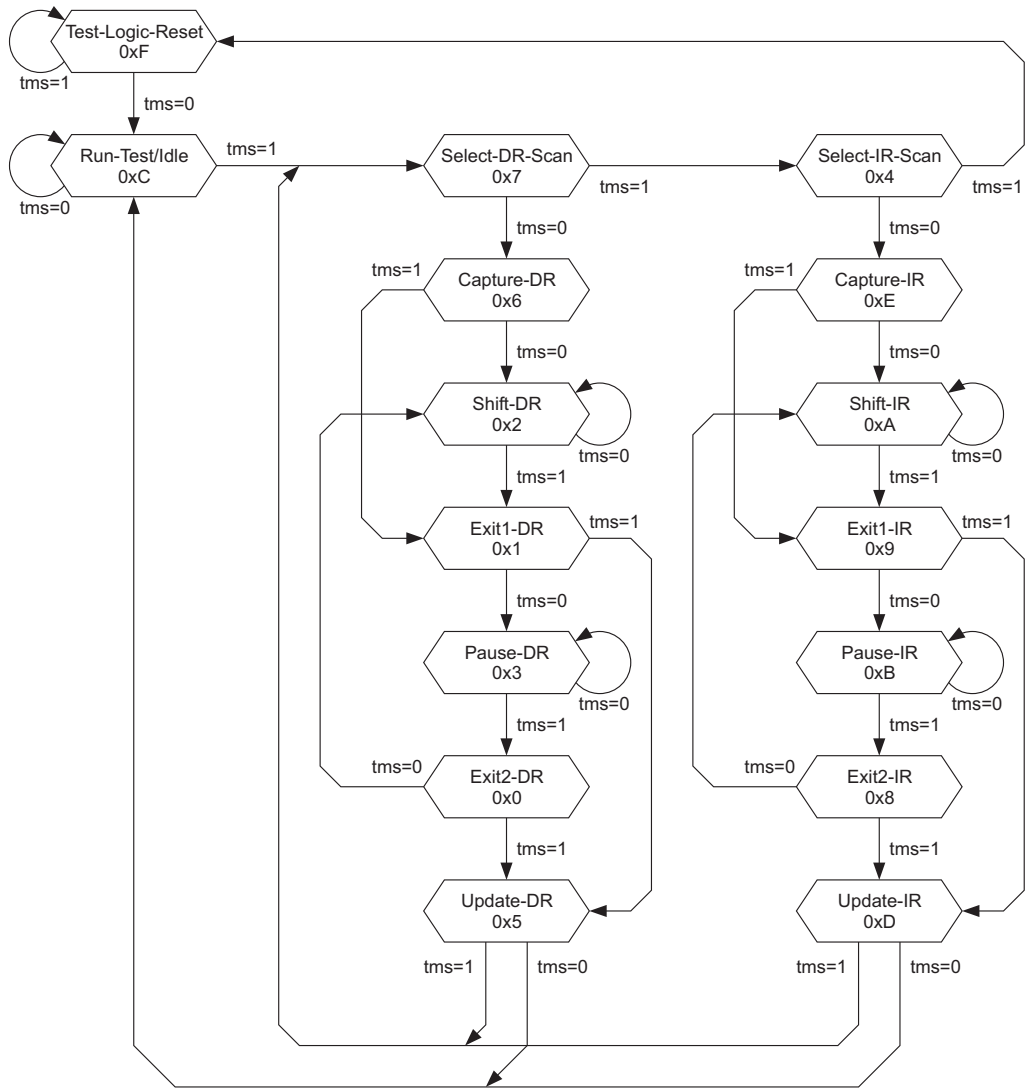 Test-Logic-Reset
0xF
tms=1
tms=0
Run-Test/Idle
0xC
tms=1
tms=0
Select-DR-Scan
0x7
tms=1
Select-IR-Scan
0x4
tms=1
tms=0
tms=0
tms=1
Capture-DR
0x6
tms=1
Capture-IR
0xE
tms=0
tms=0
Shift-DR
0x2
tms=0
Shift-IR
0xA
tms=0
tms=1
tms=1
Exit1-DR
0x1
tms=1
Exit1-IR
0x9
tms=1
tms=0
tms=0
Pause-DR
0x3
tms=0
Pause-IR
0xB
tms=0
tms=1
tms=1
tms=0
Exit2-DR
0x0
tms=0
Exit2-IR
0x8
tms=1
tms=1
Update-DR
0x5
Update-IR
0xD
tms=1
tms=0
tms=1
tms=0